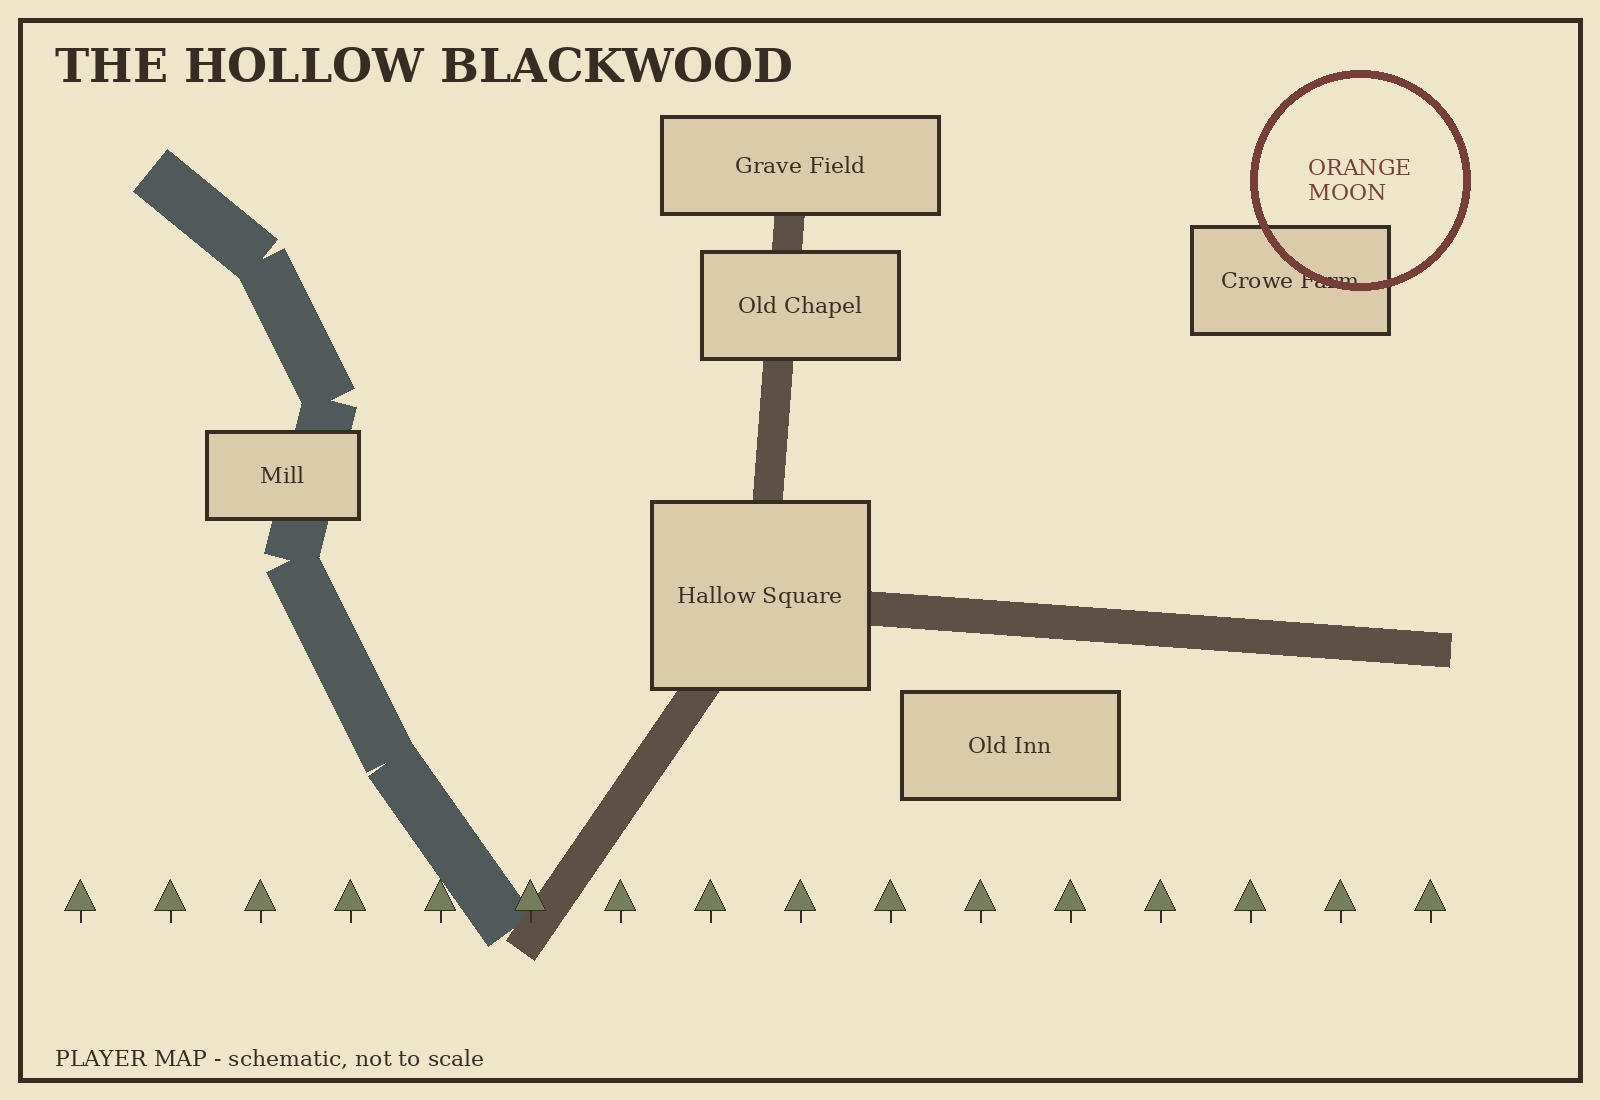 THE HOLLOW BLACKWOOD
Grave Field
ORANGE
MOON
Old Chapel
Crowe Farm
Mill
Hallow Square
Old Inn
PLAYER MAP - schematic, not to scale